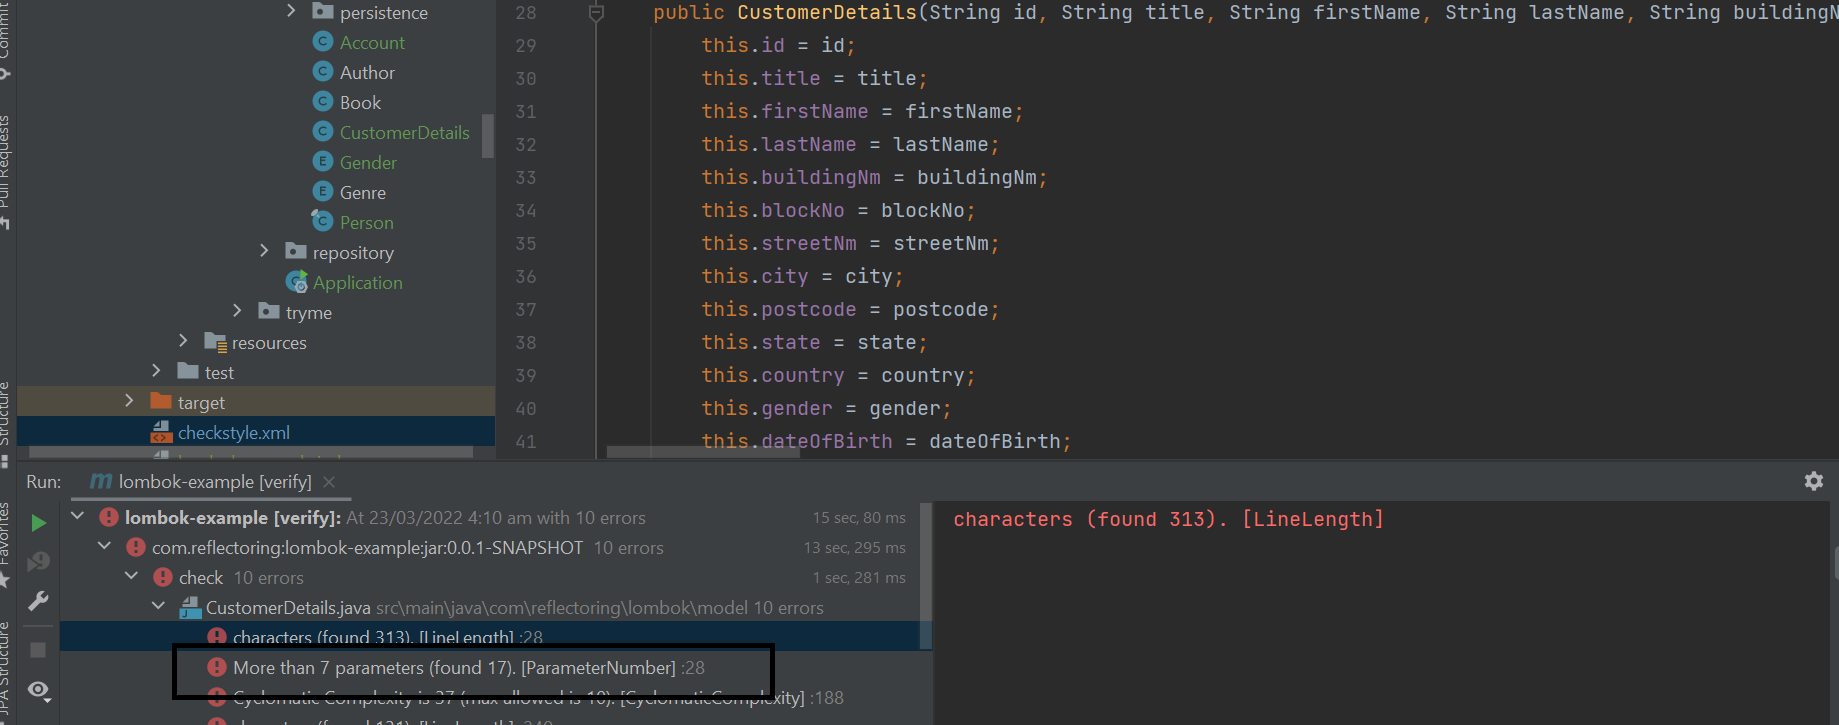 Commit
Pull Requests
Structure
Favorites
JPA Structure
persistence
Account
Author
Book
CustomerDetails
Gender
Genre
Person
repository
Application
tryme
resources
test
target
checkstyle.xml
28 public CustomerDetails(String id, String title, String firstName, String lastName, String buildingN
29 this.id = id;
30 this.title = title;
31 this.firstName = firstName;
32 this.lastName = lastName;
33 this.buildingNm = buildingNm;
34 this.blockNo = blockNo;
35 this.streetNm = streetNm;
36 this.city = city;
37 this.postcode = postcode;
38 this.state = state;
39 this.country = country;
40 this.gender = gender;
41 this.dateOfBirth = dateOfBirth;
Run: m lombok-example [verify]
lombok-example [verify]: At 23/03/2022 4:10 am with 10 errors 15 sec, 80 ms
com.reflectoring:lombok-example:jar:0.0.1-SNAPSHOT 10 errors 13 sec, 295 ms
check 10 errors 1 sec, 281 ms
CustomerDetails.java src\main\java\com\reflectoring\lombok\model 10 errors
characters (found 313). [LineLength] :28
More than 7 parameters (found 17). [ParameterNumber] :28
Cyclomatic Complexity is 37 (max allowed is 10). [CyclomaticComplexity] :188
characters (found 313). [LineLength]